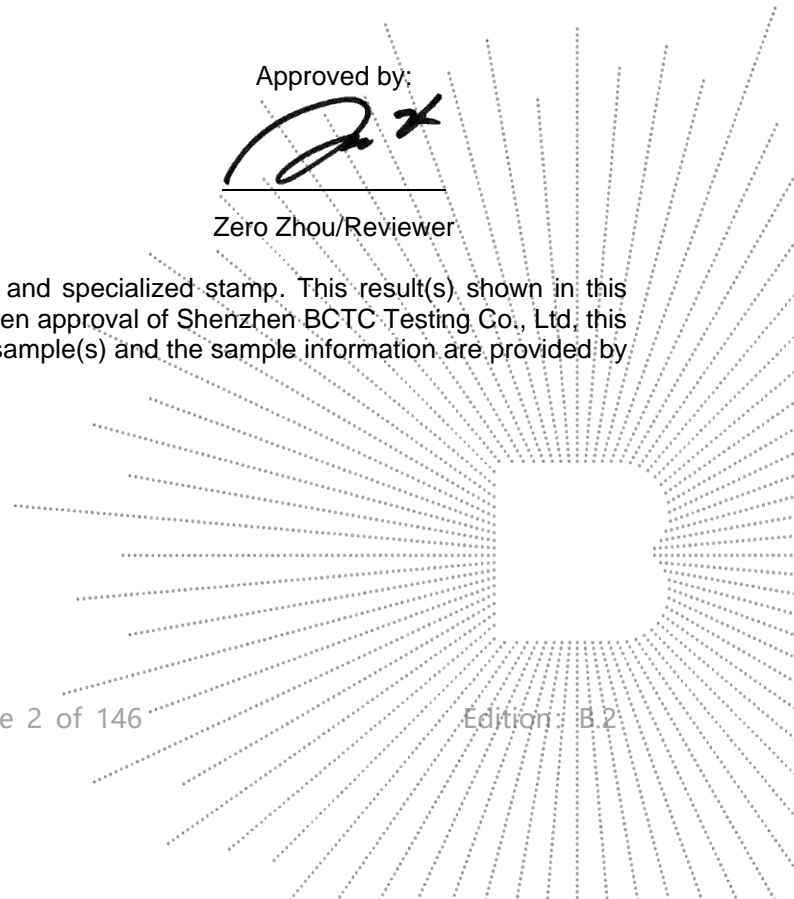 Approved by:
Zero Zhou/Reviewer
and specialized stamp. This result(s) shown in this
en approval of Shenzhen BCTC Testing Co., Ltd, this
sample(s) and the sample information are provided by
e 2 of 146 Edition: B.2